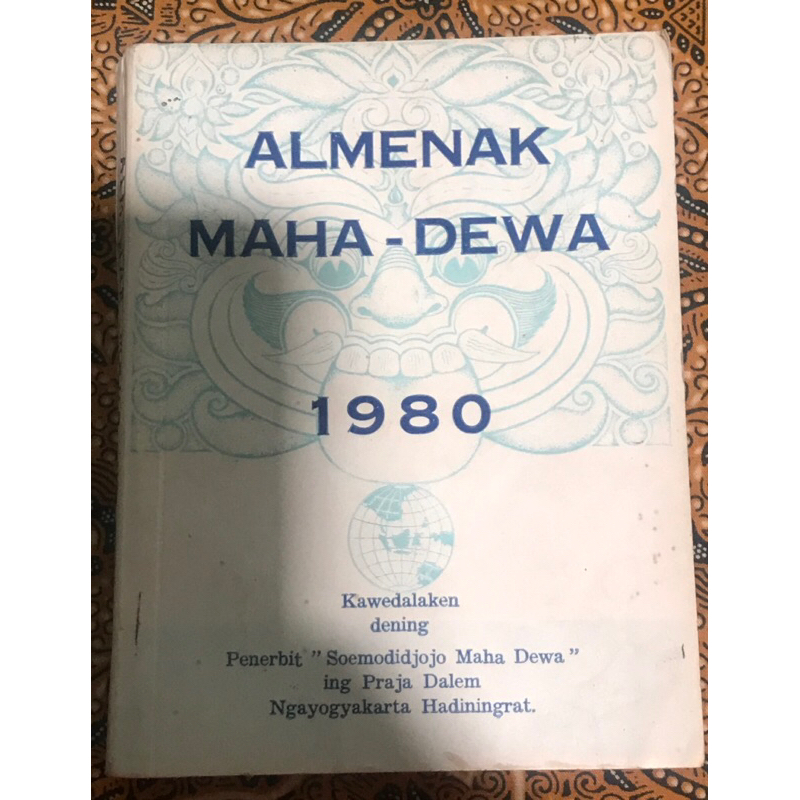 ALMENAK
MAHA - DEWA
1980
Kawedalaken
dening
Penerbit " Soemodidjojo Maha Dewa "
ing Praja Dalem
Ngayogyakarta Hadiningrat.